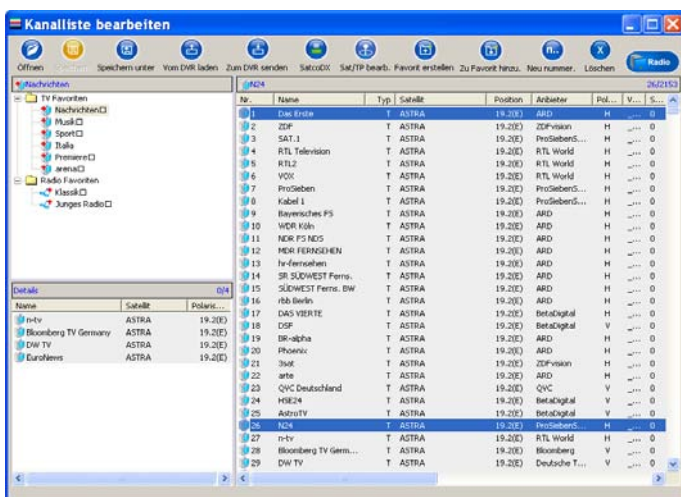 Kanalliste bearbeiten
Öffnen Speichern unter Vom DVR laden Zum DVR senden SatcoDX Sat/TP bearb. Favorit erstellen Zu Favorit hinzu. Neu nummer. Löschen Radio
Nachrichten
TV Favoriten
Nachrichten
Musik
Sport
Italia
Premiere
arena
Radio Favoriten
Klassik
Junges Radio
Details 0/4
Name Satellit Polaris...
n-tv ASTRA 19.2(E)
Bloomberg TV Germany ASTRA 19.2(E)
DW TV ASTRA 19.2(E)
EuroNews ASTRA 19.2(E)
N24 26/2153
Nr. Name Typ Satellit Position Anbieter Pol... V... S...
1 Das Erste T ASTRA 19.2(E) ARD H _... 0
2 ZDF T ASTRA 19.2(E) ZDFvision H _... 0
3 SAT.1 T ASTRA 19.2(E) ProSiebenS... H _... 0
4 RTL Television T ASTRA 19.2(E) RTL World H _... 0
5 RTL2 T ASTRA 19.2(E) RTL World H _... 0
6 VOX T ASTRA 19.2(E) RTL World H _... 0
7 ProSieben T ASTRA 19.2(E) ProSiebenS... H _... 0
8 Kabel 1 T ASTRA 19.2(E) ProSiebenS... H _... 0
9 Bayerisches FS T ASTRA 19.2(E) ARD H _... 0
10 WDR Köln T ASTRA 19.2(E) ARD H _... 0
11 NDR FS NDS T ASTRA 19.2(E) ARD H _... 0
12 MDR FERNSEHEN T ASTRA 19.2(E) ARD H _... 0
13 hr-fernsehen T ASTRA 19.2(E) ARD H _... 0
14 SR SÜDWEST Ferns. T ASTRA 19.2(E) ARD H _... 0
15 SÜDWEST Ferns. BW T ASTRA 19.2(E) ARD H _... 0
16 rbb Berlin T ASTRA 19.2(E) ARD H _... 0
17 DAS VIERTE T ASTRA 19.2(E) BetaDigital H _... 0
18 DSF T ASTRA 19.2(E) BetaDigital V _... 0
19 BR-alpha T ASTRA 19.2(E) ARD H _... 0
20 Phoenix T ASTRA 19.2(E) ARD H _... 0
21 3sat T ASTRA 19.2(E) ZDFvision H _... 0
22 arte T ASTRA 19.2(E) ARD H _... 0
23 QVC Deutschland T ASTRA 19.2(E) QVC V _... 0
24 HSE24 T ASTRA 19.2(E) BetaDigital V _... 0
25 AstroTV T ASTRA 19.2(E) BetaDigital V _... 0
26 N24 T ASTRA 19.2(E) ProSiebenS... H _... 0
27 n-tv T ASTRA 19.2(E) RTL World H _... 0
28 Bloomberg TV Germ... T ASTRA 19.2(E) Bloomberg V _... 0
29 DW TV T ASTRA 19.2(E) Deutsche T... V _... 0